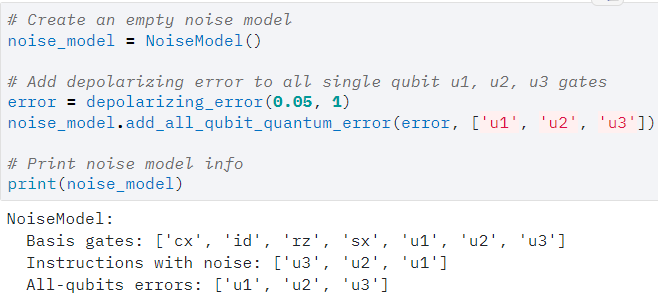 # Create an empty noise model
noise_model = NoiseModel()
# Add depolarizing error to all single qubit u1, u2, u3 gates
error = depolarizing_error(0.05, 1)
noise_model.add_all_qubit_quantum_error(error, ['u1', 'u2', 'u3'])
# Print noise model info
print(noise_model)
NoiseModel:
  Basis gates: ['cx', 'id', 'rz', 'sx', 'u1', 'u2', 'u3']
  Instructions with noise: ['u3', 'u2', 'u1']
  All-qubits errors: ['u1', 'u2', 'u3']